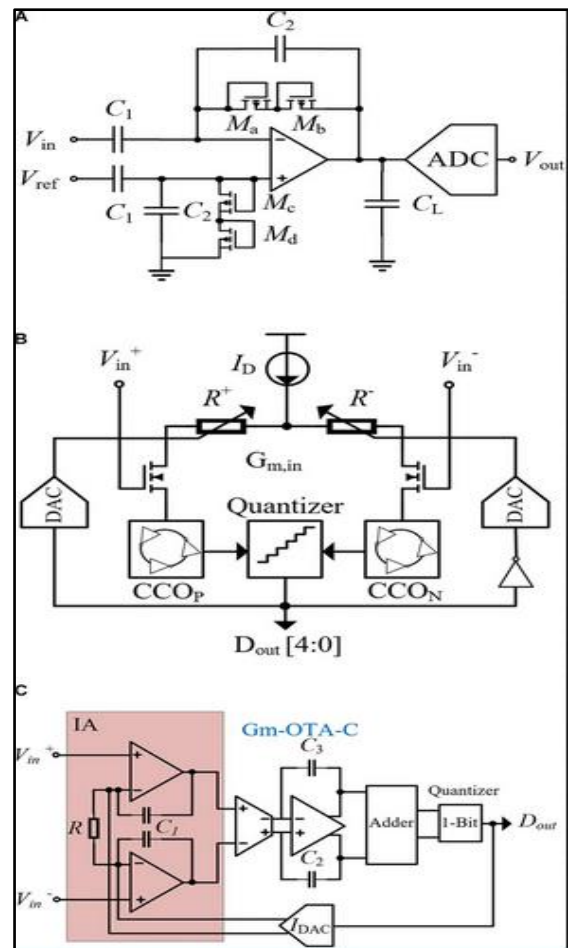 A
C2
C1
Ma Mb
Vin
Vref
ADC
Vout
Mc
C1 C2
CL
Md
B
Vin+
Vin-
ID
R+ R-
Gm,in
DAC
DAC
Quantizer
CCOP
CCON
Dout [4:0]
C
IA
Gm-OTA-C
Vin+
C3
Quantizer
R
C1
Adder
1-Bit
Dout
C2
Vin-
IDAC